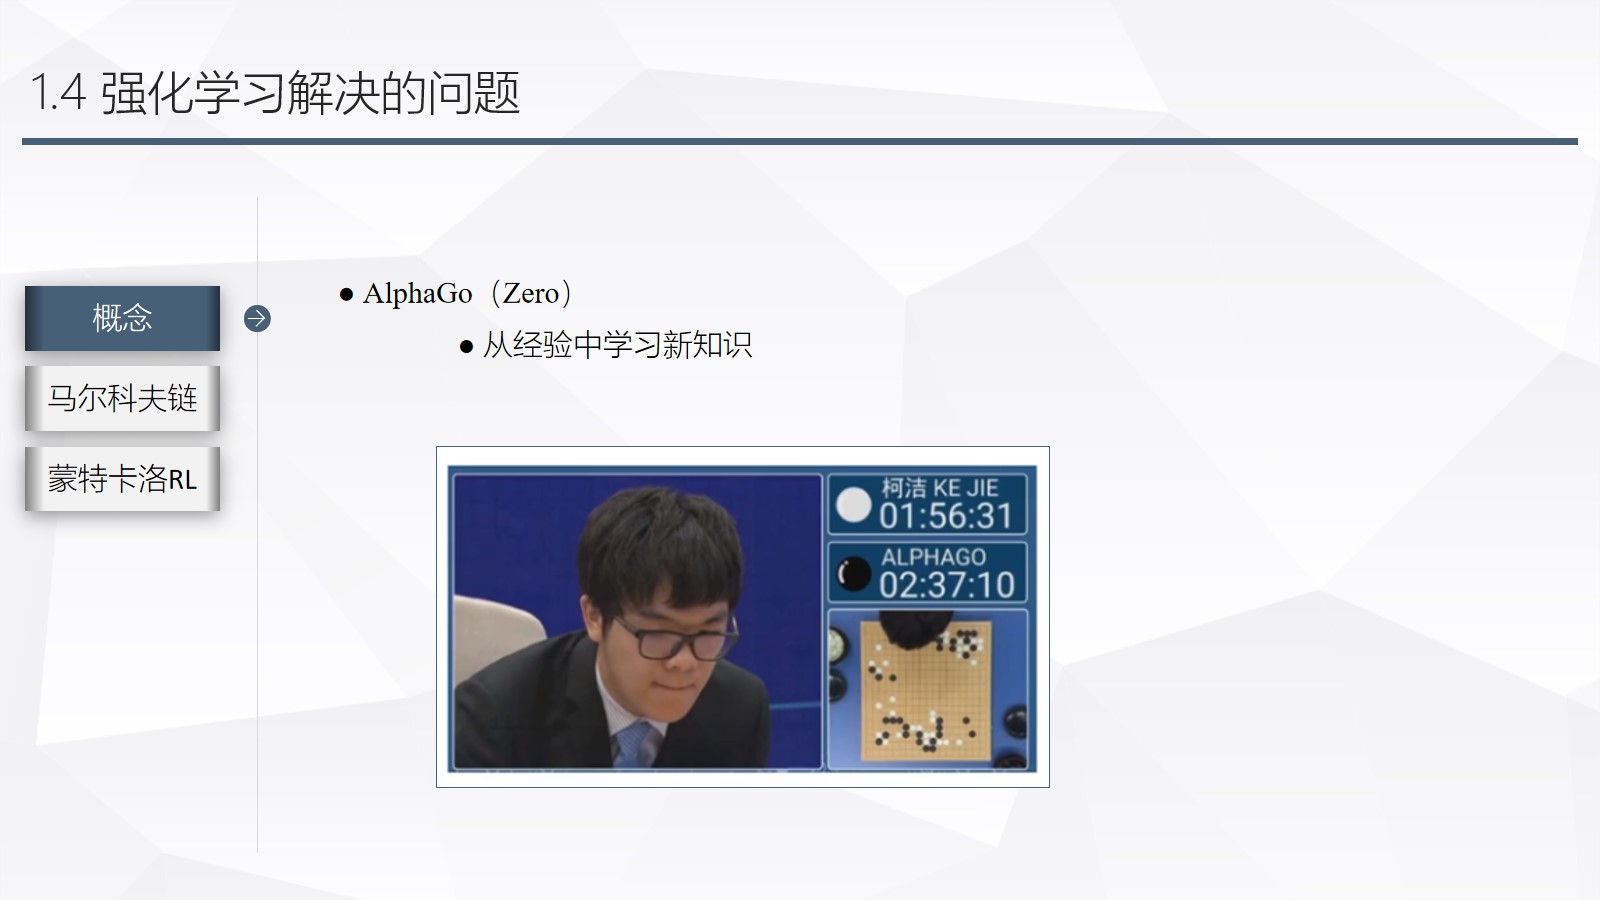 1.4 强化学习解决的问题
概念
马尔科夫链
蒙特卡洛RL
● AlphaGo（Zero）
● 从经验中学习新知识
柯洁 KE JIE
01:56:31
ALPHAGO
02:37:10